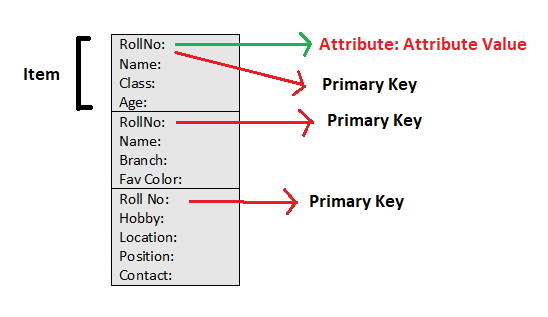 RollNo:
Attribute: Attribute Value
Name:
Item
Class:
Primary Key
Age:
RollNo:
Primary Key
Name:
Branch:
Fav Color:
Roll No:
Primary Key
Hobby:
Location:
Position:
Contact: